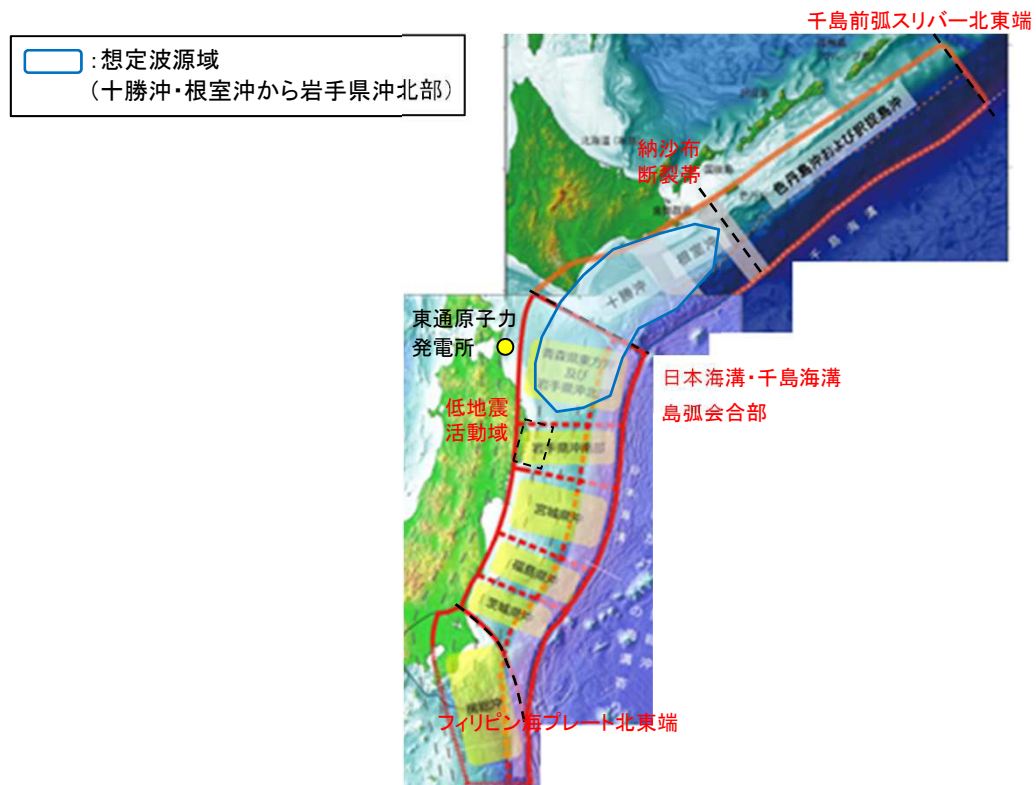 千島前弧スリバー北東端
：想定波源域
（十勝沖・根室沖から岩手県沖北部）
納沙布
断裂帯
色丹島沖および択捉島沖
千島海溝
根室沖
十勝沖
東通原子力
発電所
青森県東方
及び
岩手県沖北
日本海溝・千島海溝
島弧会合部
低地震
活動域
岩手県沖南部
宮城県沖
福島県沖
茨城県沖
房総沖
フィリピン海プレート北東端